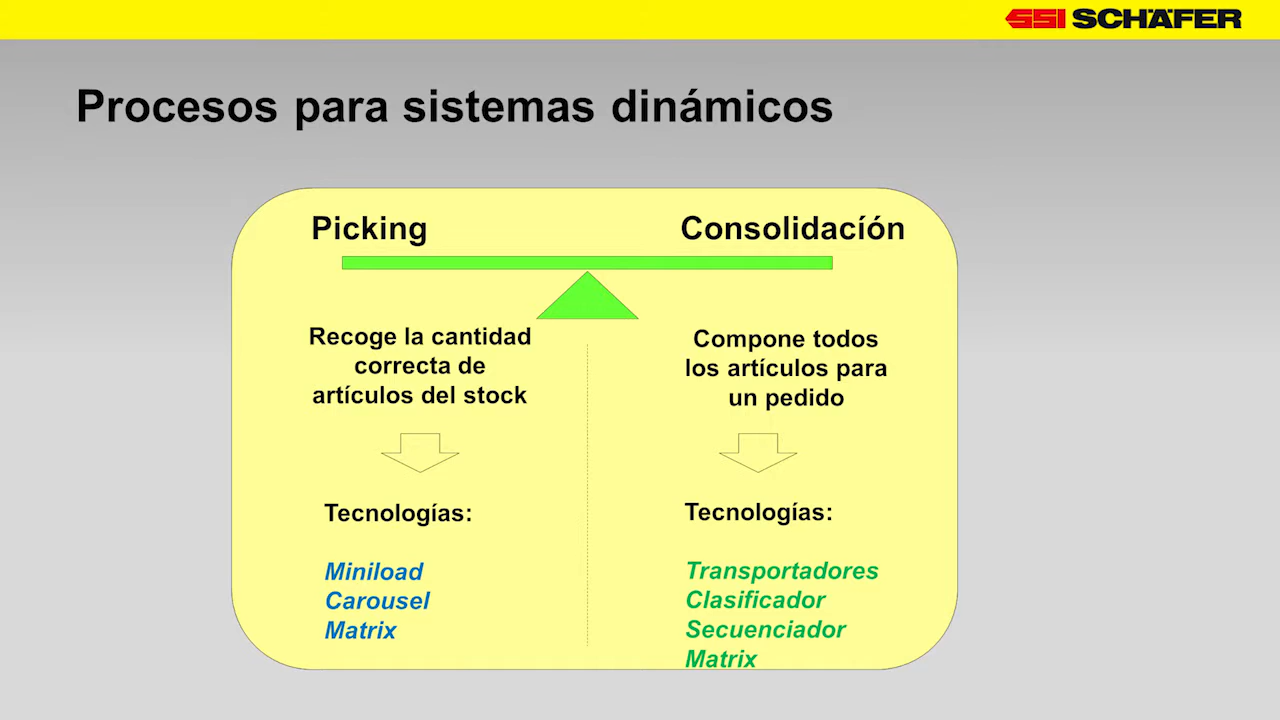 SSI SCHÄFER
Procesos para sistemas dinámicos
Picking
Consolidacíón
Recoge la cantidad
correcta de
artículos del stock
Compone todos
los artículos para
un pedido
Tecnologías:
Miniload
Carousel
Matrix
Tecnologías:
Transportadores
Clasificador
Secuenciador
Matrix